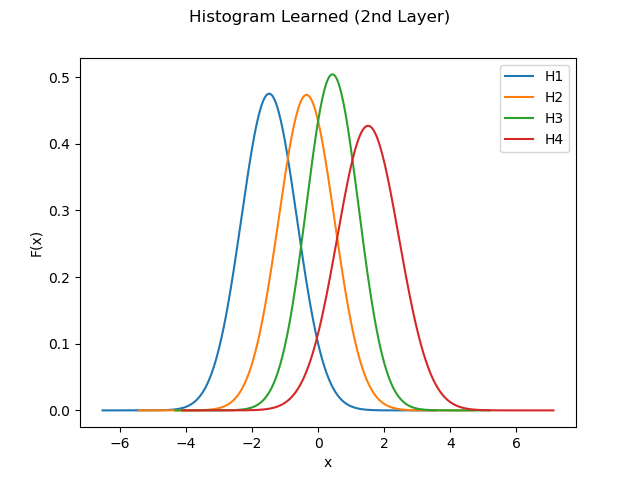 Histogram Learned (2nd Layer)
H1
H2
H3
H4
F(x)
0.5
0.4
0.3
0.2
0.1
0.0
−6 −4 −2 0 2 4 6
x